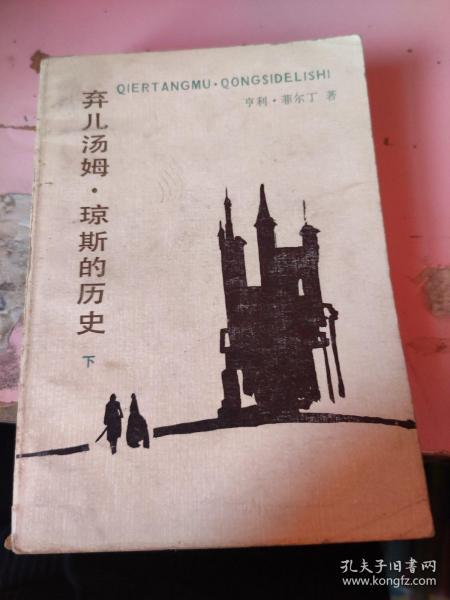 QIERTANGMU·QONGSIDELISHI
亨利·菲尔丁 著
弃儿汤姆·琼斯的历史
下
孔夫子旧书网
www.kongfz.com